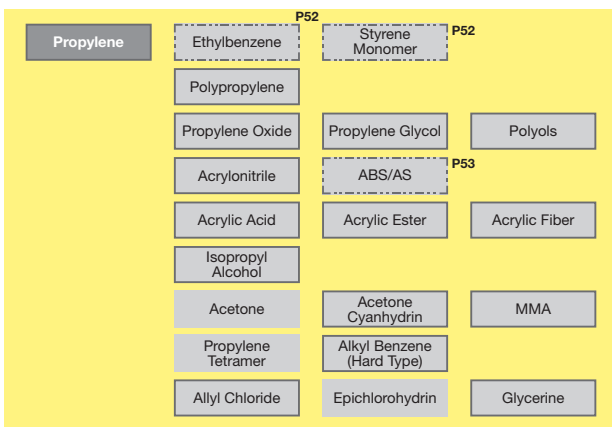 P52
Propylene
Ethylbenzene
Styrene
Monomer
P52
Polypropylene
Propylene Oxide
Propylene Glycol
Polyols
Acrylonitrile
ABS/AS
P53
Acrylic Acid
Acrylic Ester
Acrylic Fiber
Isopropyl
Alcohol
Acetone
Acetone
Cyanhydrin
MMA
Propylene
Tetramer
Alkyl Benzene
(Hard Type)
Allyl Chloride
Epichlorohydrin
Glycerine